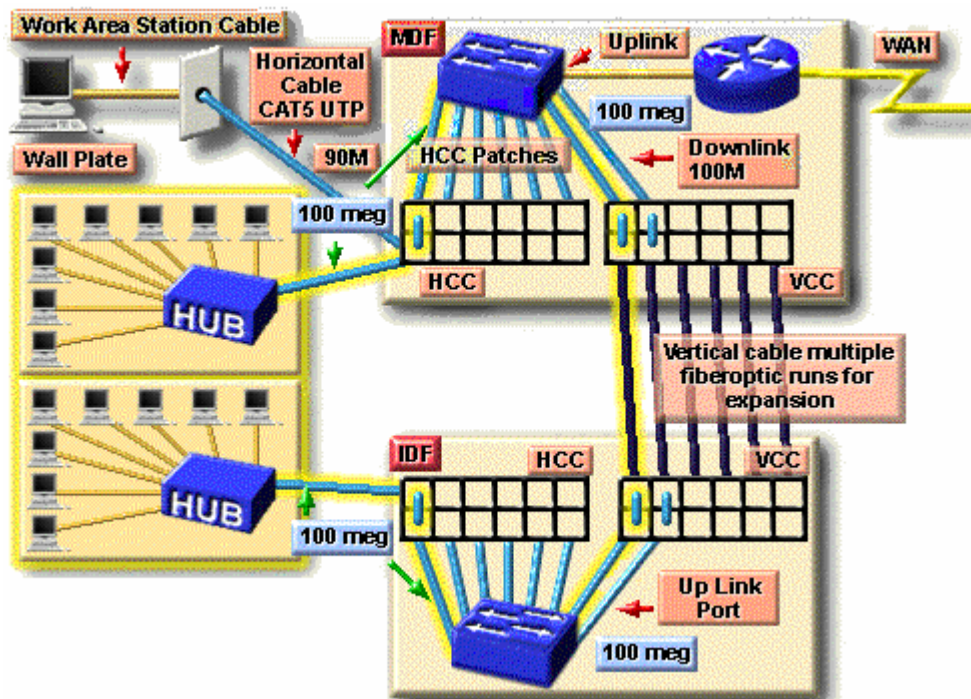 Work Area Station Cable
MDF
Uplink
WAN
Horizontal
Cable
CAT5 UTP
100 meg
Wall Plate
90M
HCC Patches
Downlink
100M
100 meg
HUB
HCC
VCC
Vertical cable multiple
fiberoptic runs for
expansion
IDF
HCC
VCC
HUB
100 meg
Up Link
Port
100 meg